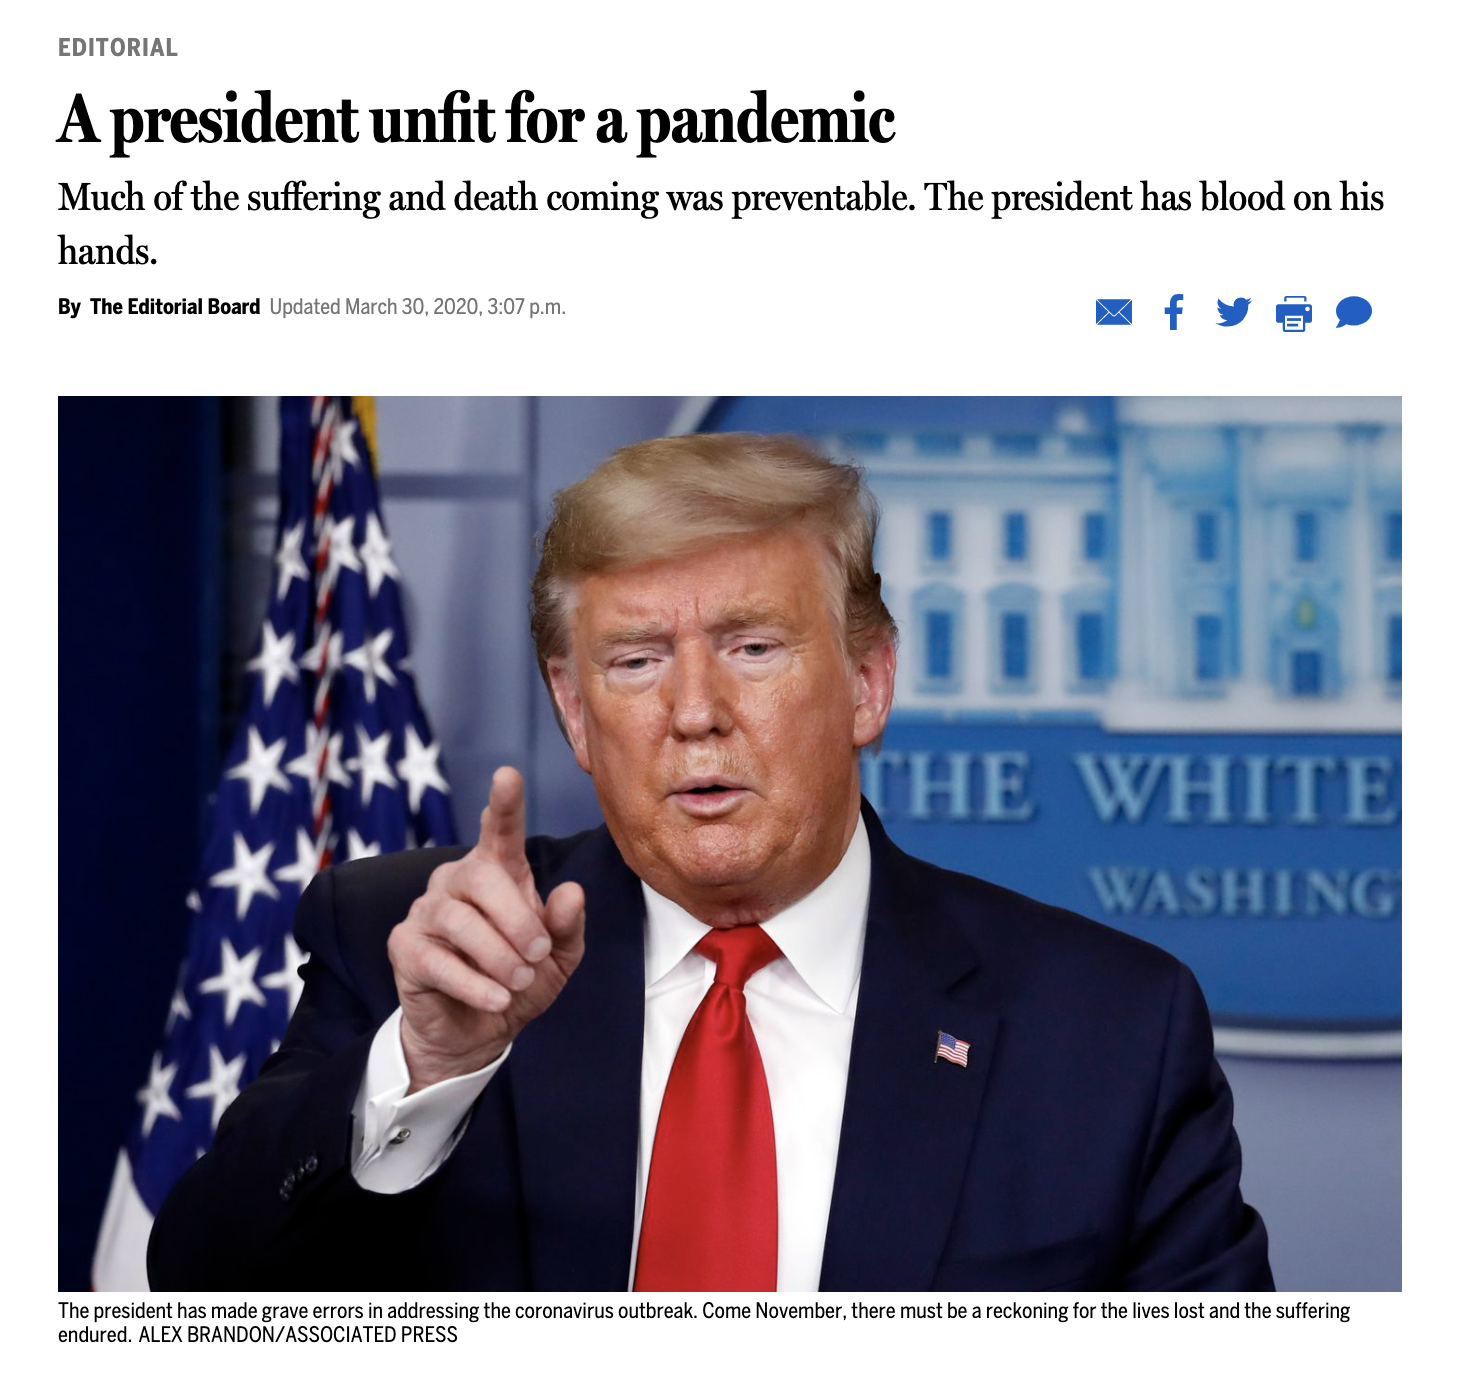 EDITORIAL
A president unfit for a pandemic
Much of the suffering and death coming was preventable. The president has blood on his
hands.
By The Editorial Board Updated March 30, 2020, 3:07 p.m.
THE WHITE
WASHING
The president has made grave errors in addressing the coronavirus outbreak. Come November, there must be a reckoning for the lives lost and the suffering
endured. ALEX BRANDON/ASSOCIATED PRESS